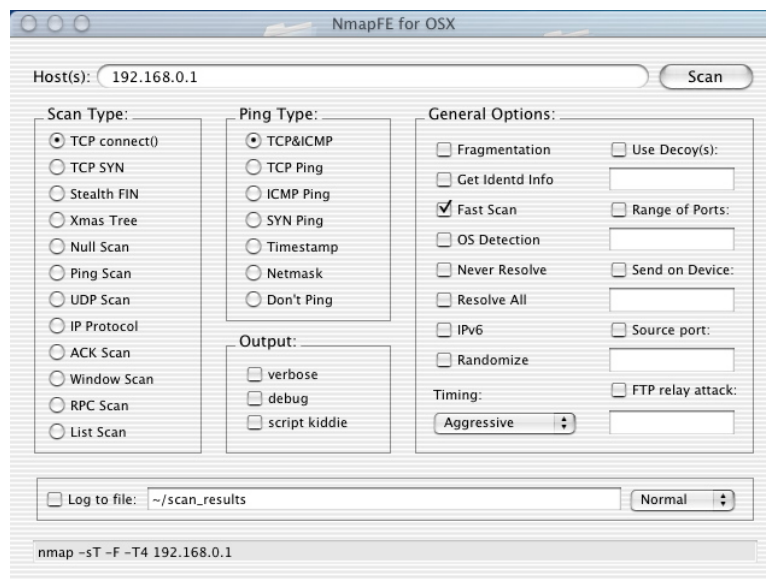 NmapFE for OSX
Host(s): 192.168.0.1 Scan
Scan Type:
TCP connect()
TCP SYN
Stealth FIN
Xmas Tree
Null Scan
Ping Scan
UDP Scan
IP Protocol
ACK Scan
Window Scan
RPC Scan
List Scan
Ping Type:
TCP&ICMP
TCP Ping
ICMP Ping
SYN Ping
Timestamp
Netmask
Don't Ping
Output:
verbose
debug
script kiddie
General Options:
Fragmentation
Get Identd Info
Fast Scan
OS Detection
Never Resolve
Resolve All
IPv6
Randomize
Timing:
Aggressive
Use Decoy(s):
Range of Ports:
Send on Device:
Source port:
FTP relay attack:
Log to file: ~/scan_results Normal
nmap -sT -F -T4 192.168.0.1